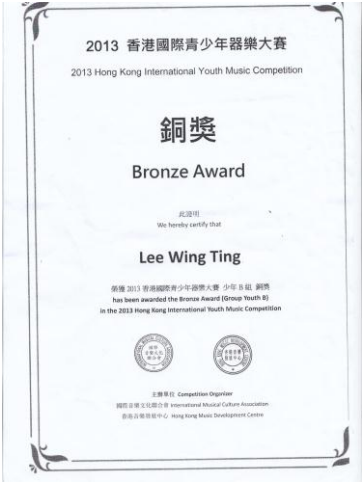 2013 香港國際青少年器樂大賽
2013 Hong Kong International Youth Music Competition
銅獎
Bronze Award
此證明
We hereby certify that
Lee Wing Ting
榮獲 2013 香港國際青少年器樂大賽 少年 B 組 銅獎
has been awarded the Bronze Award (Group Youth B)
in the 2013 Hong Kong International Youth Music Competition
主辦單位 Competition Organizer
國際音樂文化聯合會 International Musical Culture Association
香港音樂發展中心 Hong Kong Music Development Centre